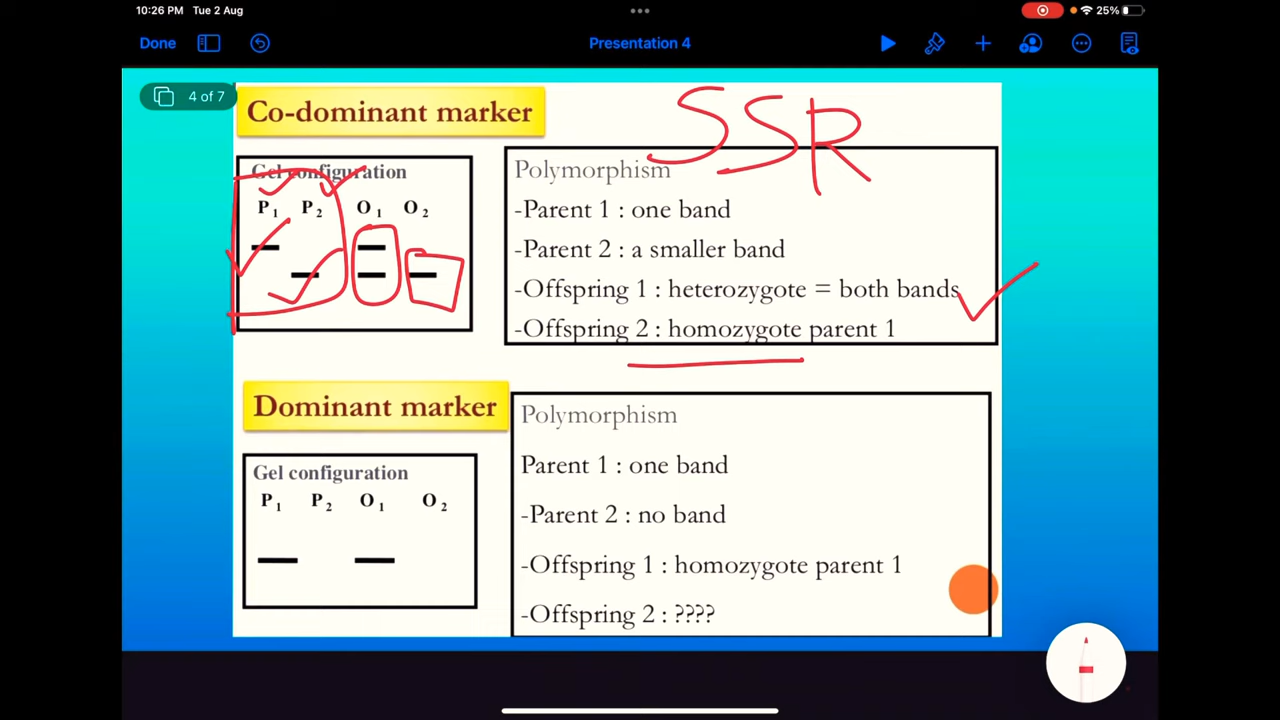 10:26 PM Tue 2 Aug
25%
Done
Presentation 4
4 of 7
Co-dominant marker
SSR
Gel configuration
P1 P2 O1 O2
Polymorphism
-Parent 1 : one band
-Parent 2 : a smaller band
-Offspring 1 : heterozygote = both bands
-Offspring 2 : homozygote parent 1
Dominant marker
Gel configuration
P1 P2 O1 O2
Polymorphism
Parent 1 : one band
-Parent 2 : no band
-Offspring 1 : homozygote parent 1
-Offspring 2 : ????